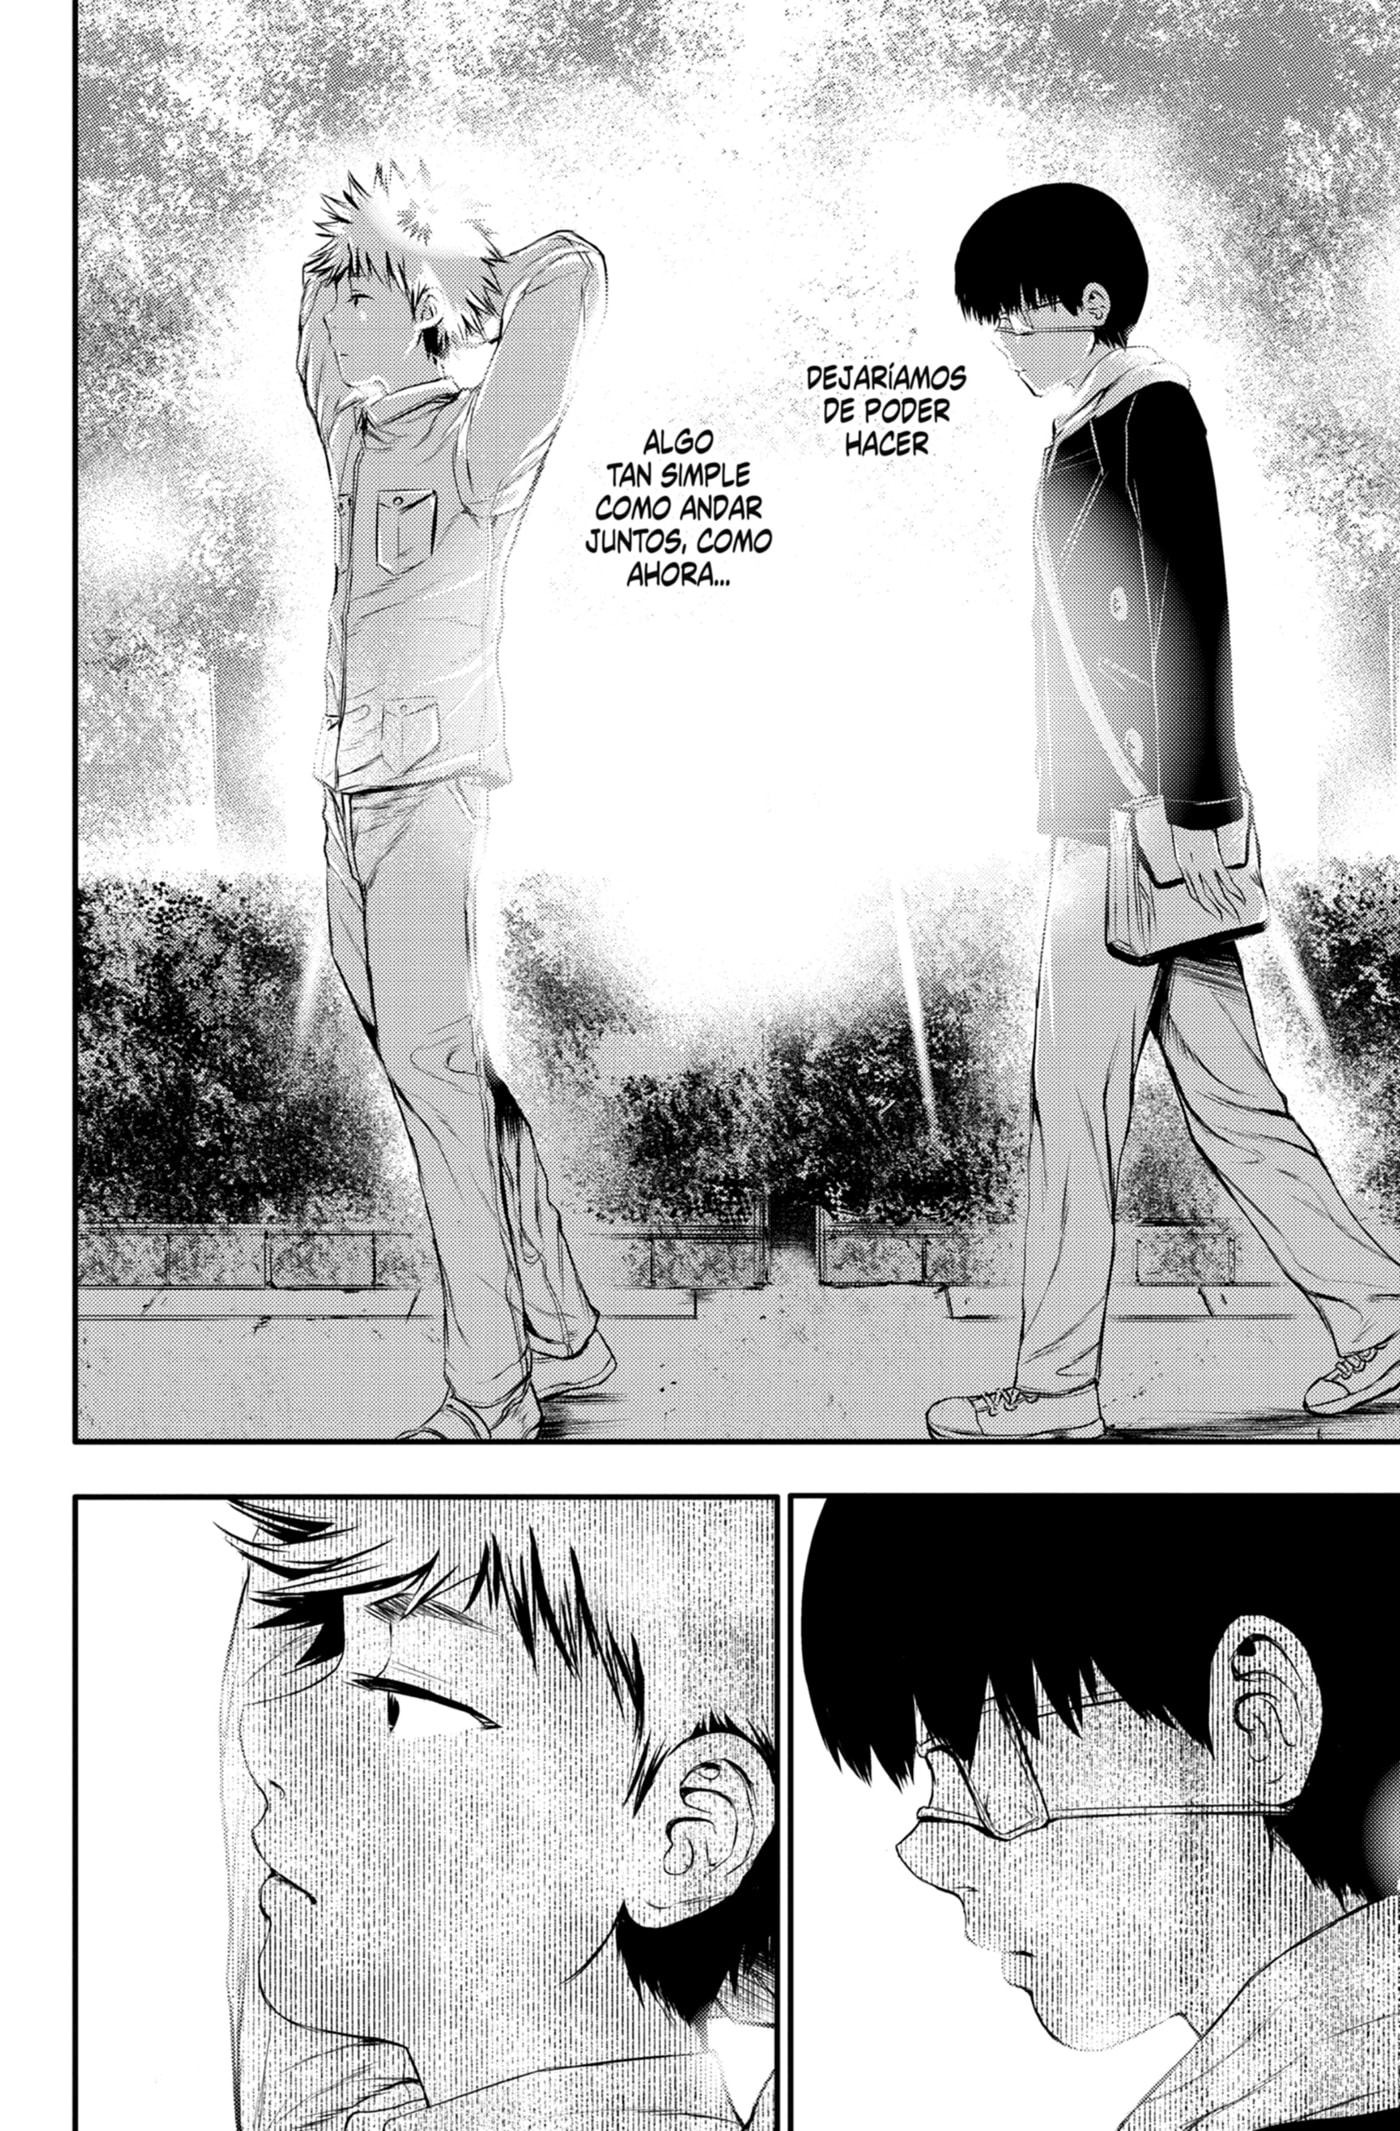 DEJARÍAMOS
DE PODER
HACER
ALGO
TAN SIMPLE
COMO ANDAR
JUNTOS, COMO
AHORA...